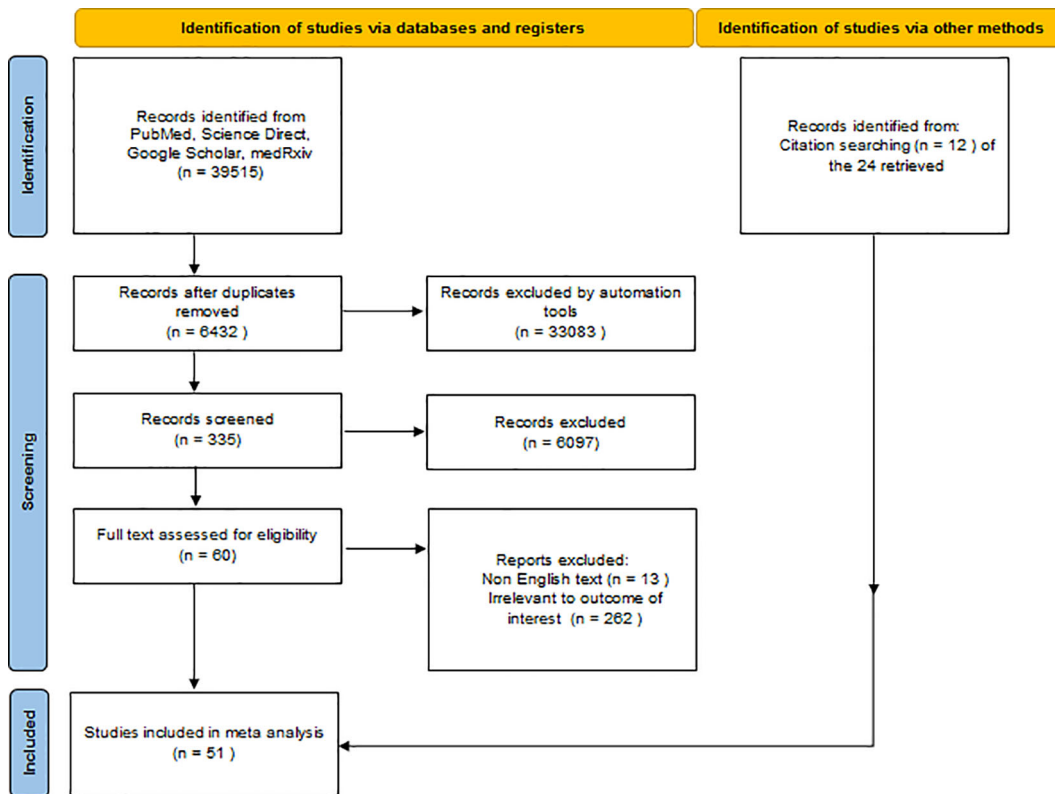 Identification of studies via databases and registers
Identification of studies via other methods
Identification
Records identified from
PubMed, Science Direct,
Google Scholar, medRxiv
(n = 39515)
Records identified from:
Citation searching (n = 12 ) of
the 24 retrieved
Screening
Records after duplicates
removed
(n = 6432 )
Records excluded by automation
tools
(n = 33083 )
Records screened
(n = 335)
Records excluded
(n = 6097)
Full text assessed for eligibility
(n = 60)
Reports excluded:
Non English text (n = 13 )
Irrelevant to outcome of
interest (n = 262 )
Included
Studies included in meta analysis
(n = 51 )